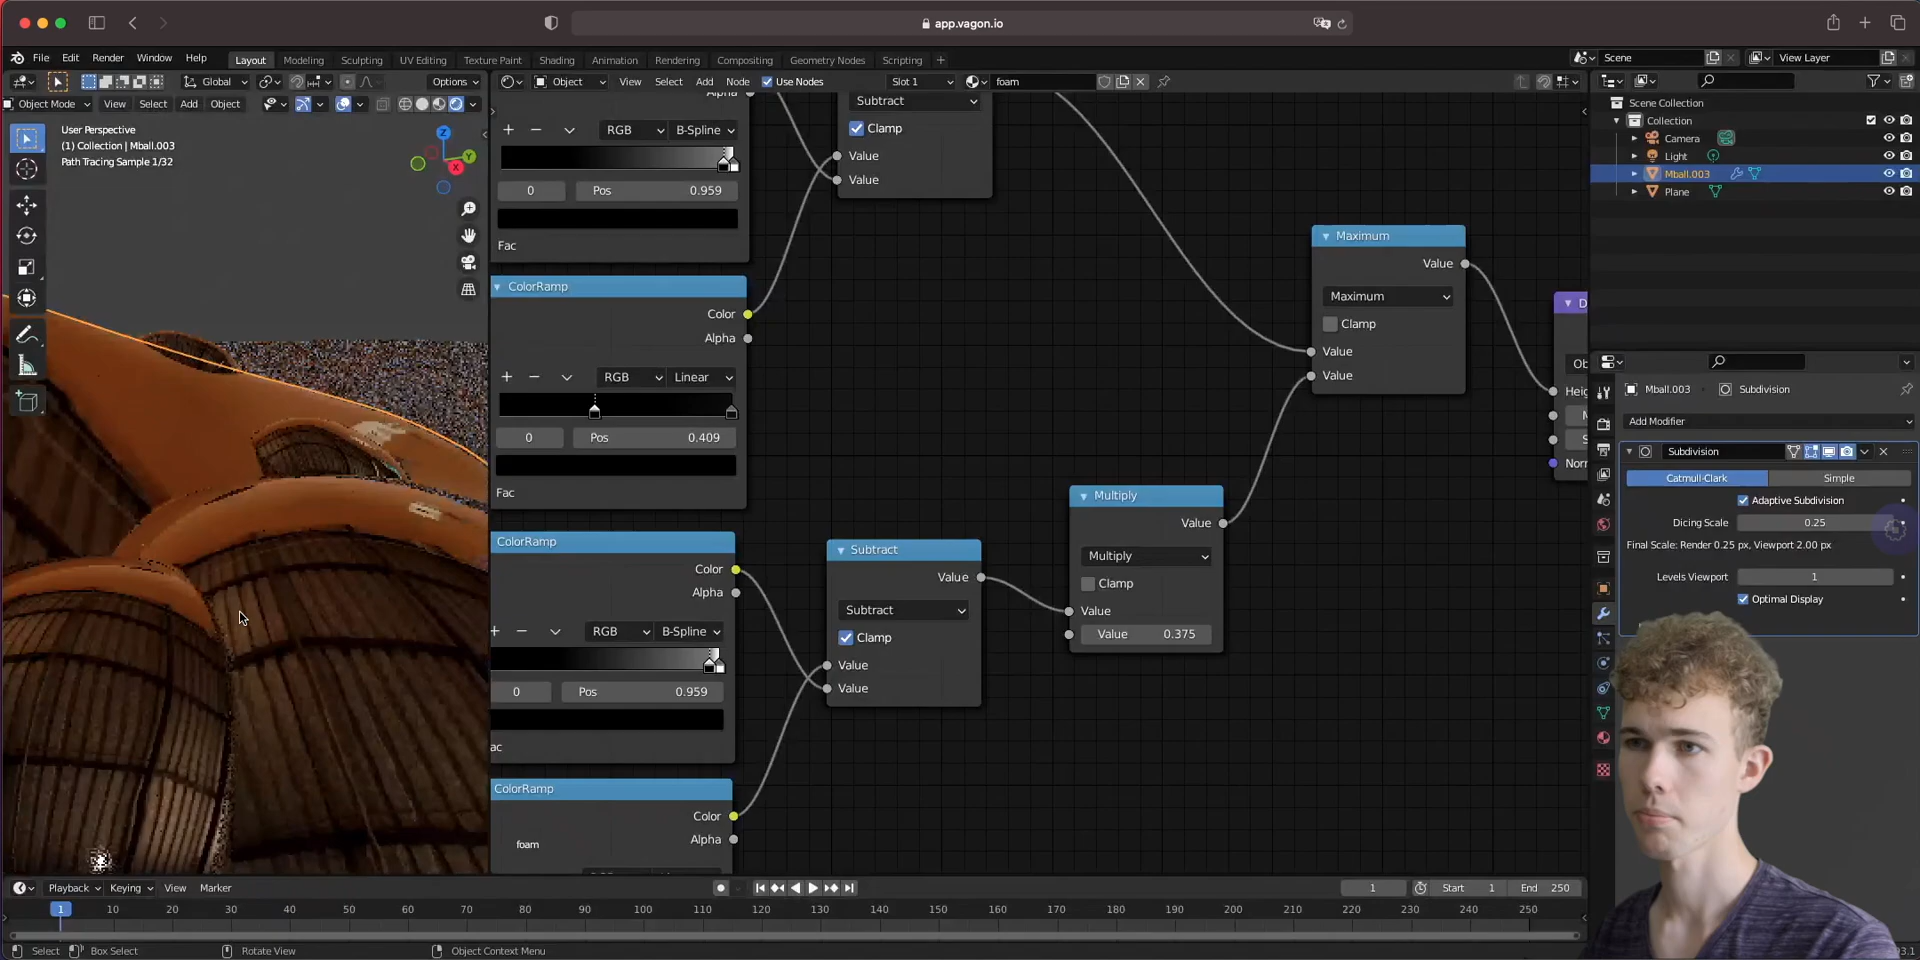 app.vagon.io
File Edit Render Window Help Layout Modeling Sculpting UV Editing Texture Paint Shading Animation Rendering Compositing Geometry Nodes Scripting + Scene View Layer
Global Options Object View Select Add Node Use Nodes Slot 1 foam
Object Mode View Select Add Object
User Perspective
(1) Collection | Mball.003
Path Tracing Sample 1/32
Z
Y
X
Alpha
RGB B-Spline
0 Pos 0.959
Fac
Subtract
Clamp
Value
Value
ColorRamp
Color
Alpha
RGB Linear
0 Pos 0.409
Fac
ColorRamp
Color
Alpha
RGB B-Spline
0 Pos 0.959
ac
ColorRamp
Color
Alpha
foam
Subtract
Value
Subtract
Clamp
Value
Value
Multiply
Value
Multiply
Clamp
Value
Value 0.375
Maximum
Value
Maximum
Clamp
Value
Value
D
Ob
Heig
Norr
Scene Collection
Collection
Camera
Light
Mball.003
Plane
Mball.003 Subdivision
Add Modifier
Subdivision
Catmull-Clark Simple
Adaptive Subdivision
Dicing Scale 0.25
Final Scale: Render 0.25 px, Viewport 2.00 px
Levels Viewport 1
Optimal Display
Playback Keying View Marker 1 Start 1 End 250
1 10 20 30 40 50 60 70 80 90 100 110 120 130 140 150 160 170 180 190 200 210 220 230 240 250
Select Box Select Rotate View Object Context Menu